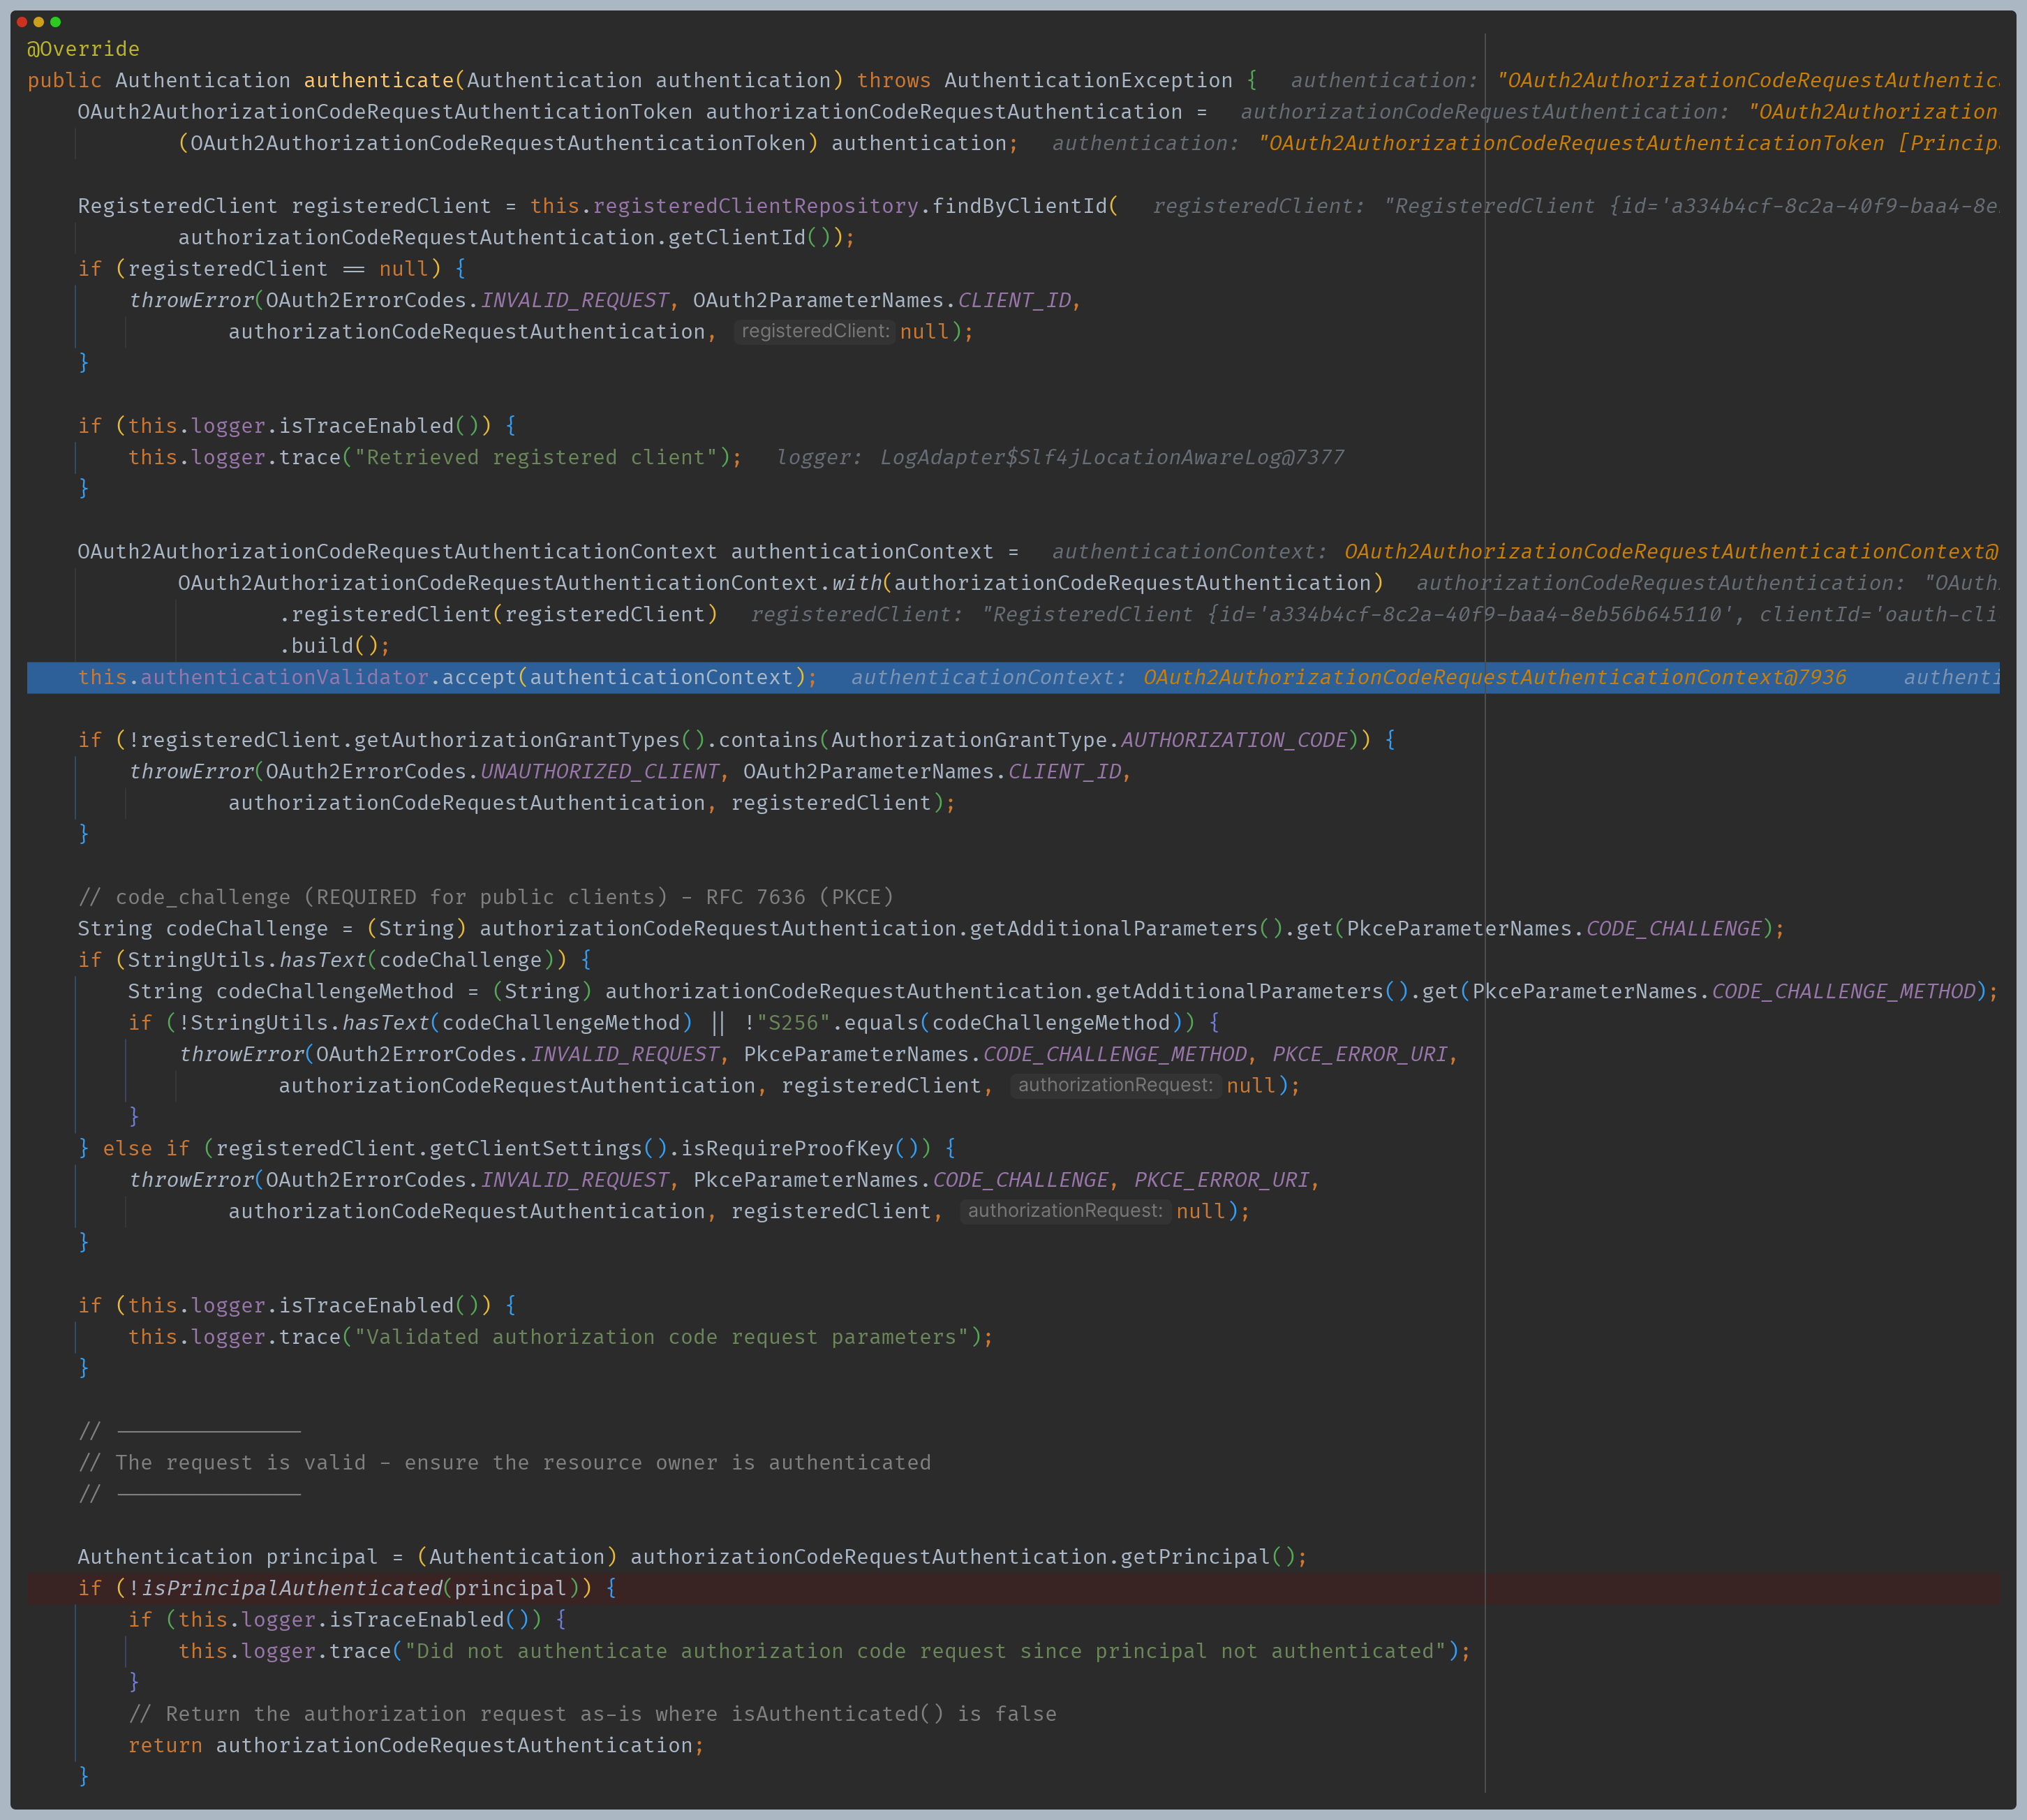 @Override
public Authentication authenticate(Authentication authentication) throws AuthenticationException {   authentication: "OAuth2AuthorizationCodeRequestAuthentic
    OAuth2AuthorizationCodeRequestAuthenticationToken authorizationCodeRequestAuthentication =   authorizationCodeRequestAuthentication: "OAuth2Authorization
            (OAuth2AuthorizationCodeRequestAuthenticationToken) authentication;   authentication: "OAuth2AuthorizationCodeRequestAuthenticationToken [Princip
    RegisteredClient registeredClient = this.registeredClientRepository.findByClientId(   registeredClient: "RegisteredClient {id='a334b4cf-8c2a-40f9-baa4-8e
            authorizationCodeRequestAuthentication.getClientId());
    if (registeredClient == null) {
        throwError(OAuth2ErrorCodes.INVALID_REQUEST, OAuth2ParameterNames.CLIENT_ID,
                authorizationCodeRequestAuthentication, registeredClient: null);
    }
    if (this.logger.isTraceEnabled()) {
        this.logger.trace("Retrieved registered client");   logger: LogAdapter$Slf4jLocationAwareLog@7377
    }
    OAuth2AuthorizationCodeRequestAuthenticationContext authenticationContext =   authenticationContext: OAuth2AuthorizationCodeRequestAuthenticationContext@
            OAuth2AuthorizationCodeRequestAuthenticationContext.with(authorizationCodeRequestAuthentication)   authorizationCodeRequestAuthentication: "OAuth
                    .registeredClient(registeredClient)   registeredClient: "RegisteredClient {id='a334b4cf-8c2a-40f9-baa4-8eb56b645110', clientId='oauth-cli
                    .build();
    this.authenticationValidator.accept(authenticationContext);   authenticationContext: OAuth2AuthorizationCodeRequestAuthenticationContext@7936   authenti
    if (!registeredClient.getAuthorizationGrantTypes().contains(AuthorizationGrantType.AUTHORIZATION_CODE)) {
        throwError(OAuth2ErrorCodes.UNAUTHORIZED_CLIENT, OAuth2ParameterNames.CLIENT_ID,
                authorizationCodeRequestAuthentication, registeredClient);
    }
    // code_challenge (REQUIRED for public clients) - RFC 7636 (PKCE)
    String codeChallenge = (String) authorizationCodeRequestAuthentication.getAdditionalParameters().get(PkceParameterNames.CODE_CHALLENGE);
    if (StringUtils.hasText(codeChallenge)) {
        String codeChallengeMethod = (String) authorizationCodeRequestAuthentication.getAdditionalParameters().get(PkceParameterNames.CODE_CHALLENGE_METHOD);
        if (!StringUtils.hasText(codeChallengeMethod) || !"S256".equals(codeChallengeMethod)) {
            throwError(OAuth2ErrorCodes.INVALID_REQUEST, PkceParameterNames.CODE_CHALLENGE_METHOD, PKCE_ERROR_URI,
                    authorizationCodeRequestAuthentication, registeredClient, authorizationRequest: null);
        }
    } else if (registeredClient.getClientSettings().isRequireProofKey()) {
        throwError(OAuth2ErrorCodes.INVALID_REQUEST, PkceParameterNames.CODE_CHALLENGE, PKCE_ERROR_URI,
                authorizationCodeRequestAuthentication, registeredClient, authorizationRequest: null);
    }
    if (this.logger.isTraceEnabled()) {
        this.logger.trace("Validated authorization code request parameters");
    }
    // ---------------
    // The request is valid - ensure the resource owner is authenticated
    // ---------------
    Authentication principal = (Authentication) authorizationCodeRequestAuthentication.getPrincipal();
    if (!isPrincipalAuthenticated(principal)) {
        if (this.logger.isTraceEnabled()) {
            this.logger.trace("Did not authenticate authorization code request since principal not authenticated");
        }
        // Return the authorization request as-is where isAuthenticated() is false
        return authorizationCodeRequestAuthentication;
    }